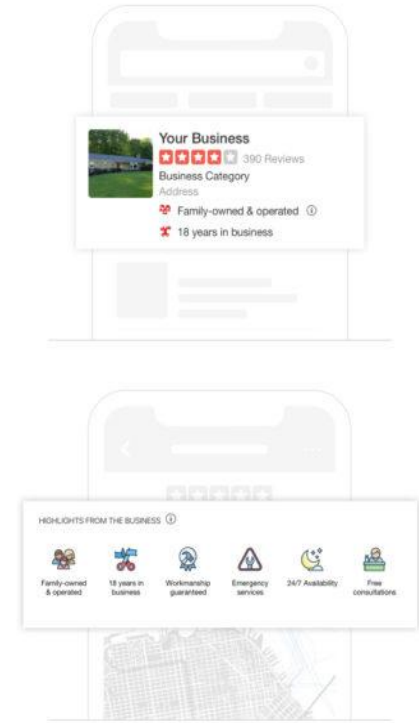 Your Business
390 Reviews
Business Category
Address
Family-owned & operated
18 years in business
HIGHLIGHTS FROM THE BUSINESS
Family-owned
& operated
18 years in
business
Workmanship
guaranteed
Emergency
services
24/7 Availability
Free
consultations